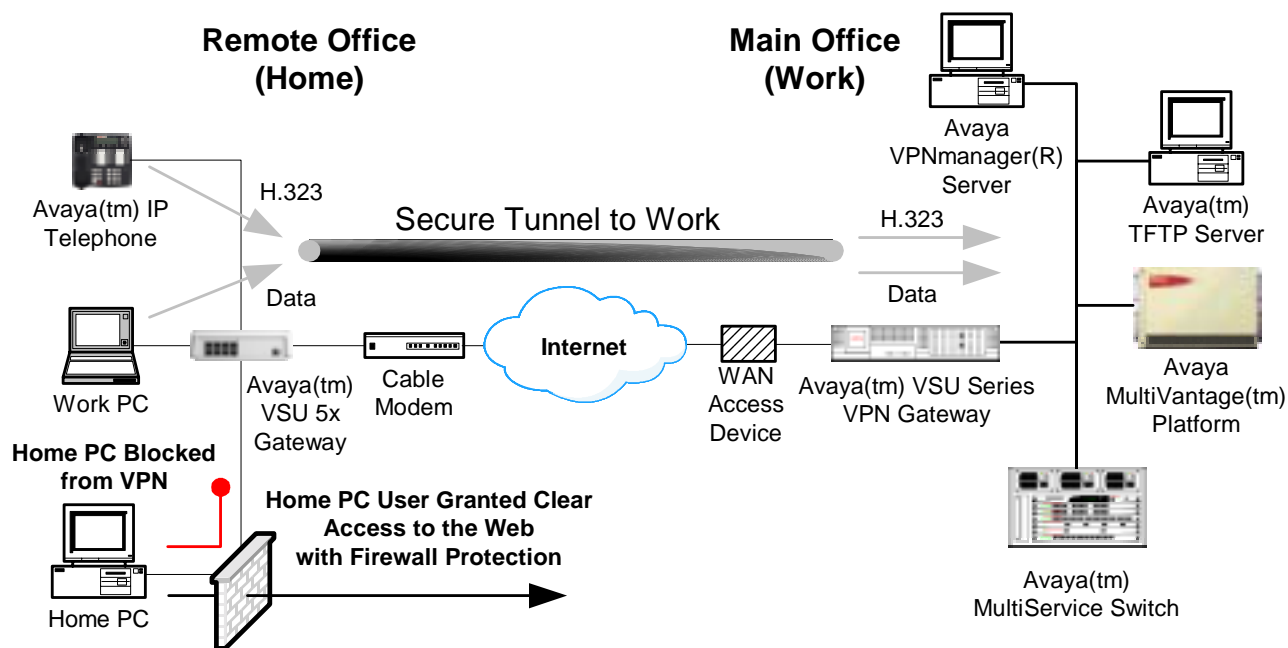 Remote Office
(Home)
Main Office
(Work)
Avaya
VPNmanager(R)
Server
Avaya(tm) IP
Telephone
H.323
Secure Tunnel to Work
H.323
Avaya(tm)
TFTP Server
Data
Data
Internet
Work PC
Avaya(tm)
VSU 5x
Gateway
Cable
Modem
WAN
Access
Device
Avaya(tm) VSU Series
VPN Gateway
Avaya
MultiVantage(tm)
Platform
Home PC Blocked
from VPN
Home PC User Granted Clear
Access to the Web
with Firewall Protection
Home PC
Avaya(tm)
MultiService Switch